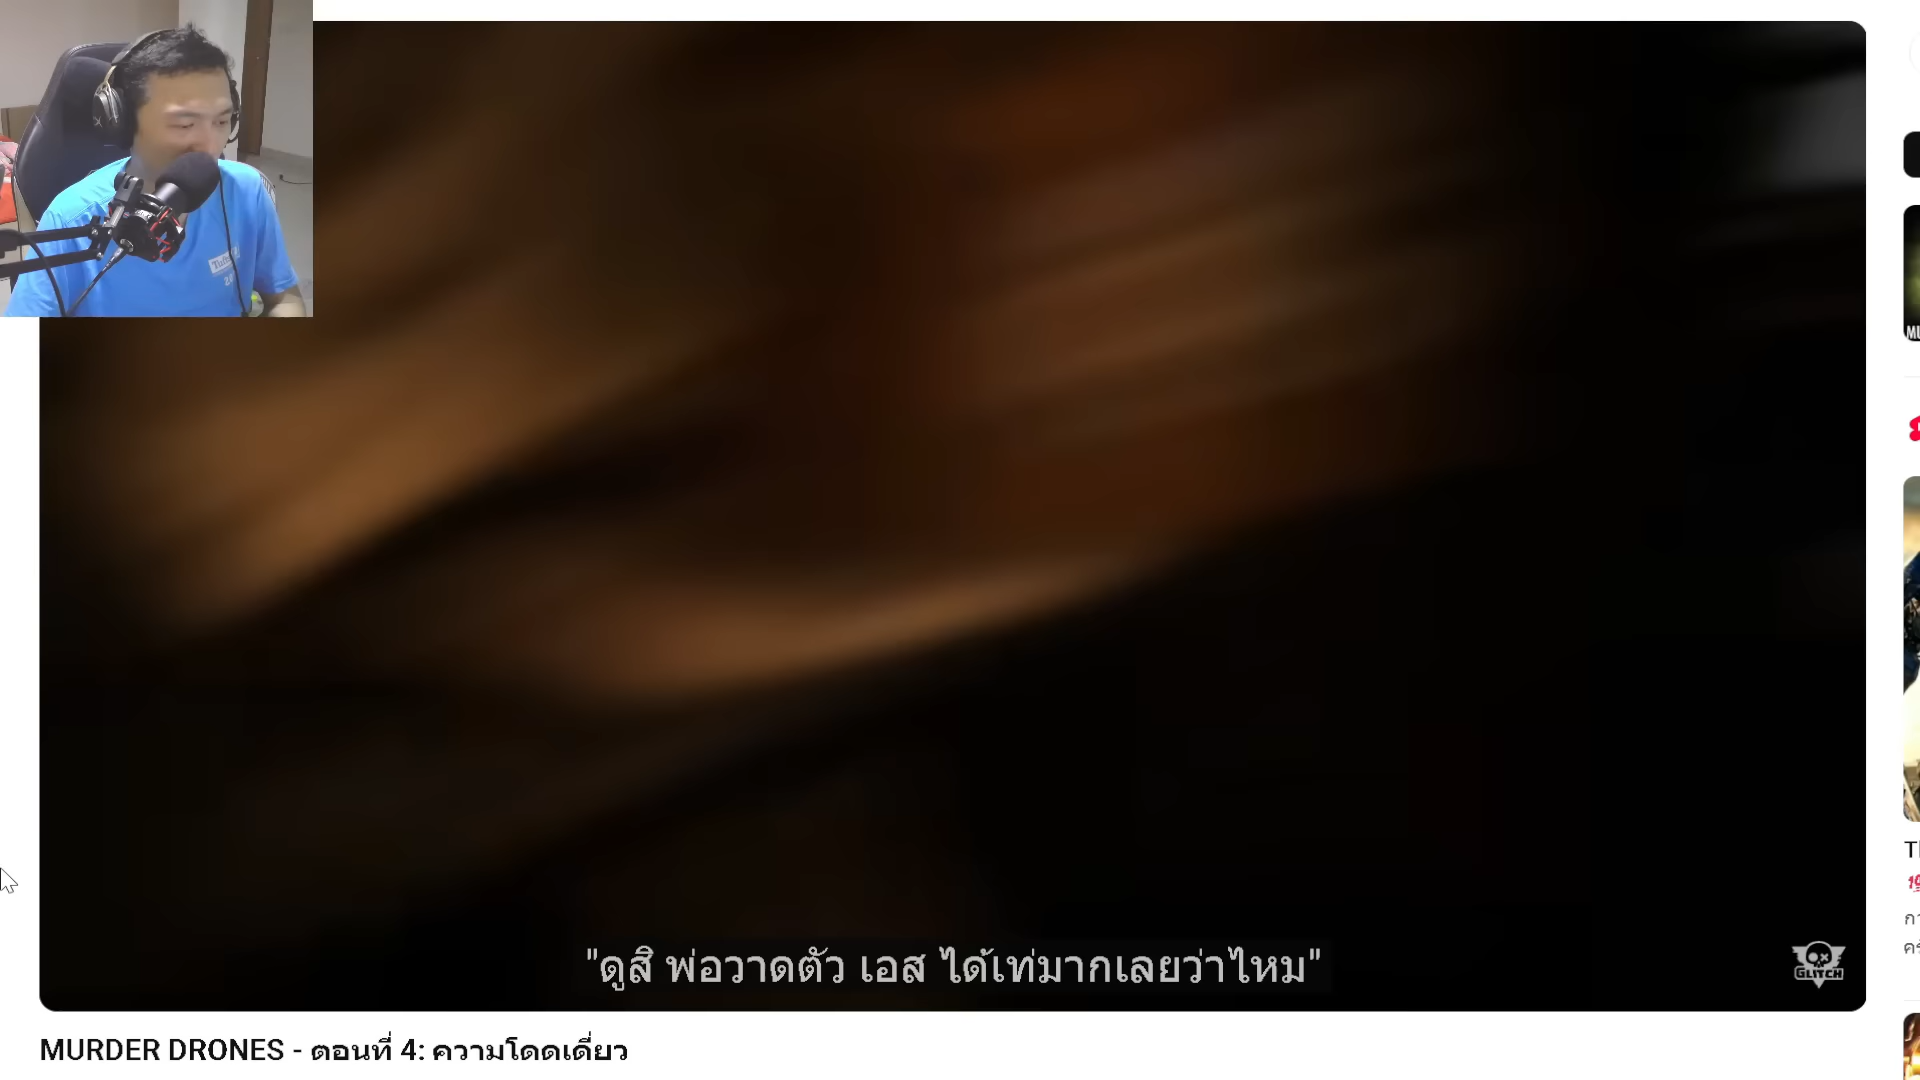 "ดูสิ พ่อวาดตัว เอส ได้เท่มากเลยว่าไหม"
GLITCH
MURDER DRONES - ตอนที่ 4: ความโดดเดี่ยว